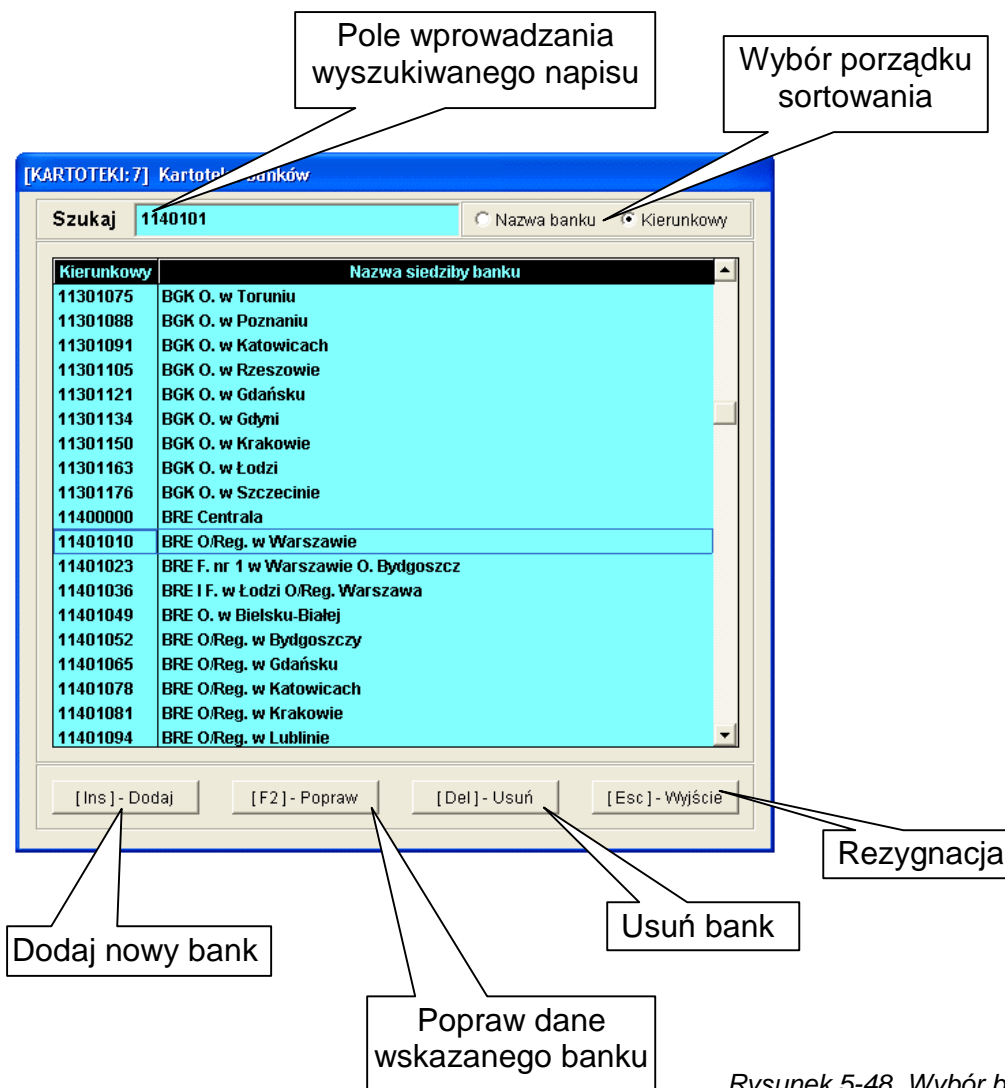 Pole wprowadzania
wyszukiwanego napisu
Wybór porządku
sortowania
[KARTOTEKI:7] Kartoteka banków
Szukaj 1140101 Nazwa banku Kierunkowy
Kierunkowy Nazwa siedziby banku
11301075 BGK O. w Toruniu
11301088 BGK O. w Poznaniu
11301091 BGK O. w Katowicach
11301105 BGK O. w Rzeszowie
11301121 BGK O. w Gdańsku
11301134 BGK O. w Gdyni
11301150 BGK O. w Krakowie
11301163 BGK O. w Łodzi
11301176 BGK O. w Szczecinie
11400000 BRE Centrala
11401010 BRE O/Reg. w Warszawie
11401023 BRE F. nr 1 w Warszawie O. Bydgoszcz
11401036 BRE I F. w Łodzi O/Reg. Warszawa
11401049 BRE O. w Bielsku-Białej
11401052 BRE O/Reg. w Bydgoszczy
11401065 BRE O/Reg. w Gdańsku
11401078 BRE O/Reg. w Katowicach
11401081 BRE O/Reg. w Krakowie
11401094 BRE O/Reg. w Lublinie
[Ins] - Dodaj [F2] - Popraw [Del] - Usuń [Esc] - Wyjście
Rezygnacja
Usuń bank
Dodaj nowy bank
Popraw dane
wskazanego banku
Rysunek 5-48 Wybór b